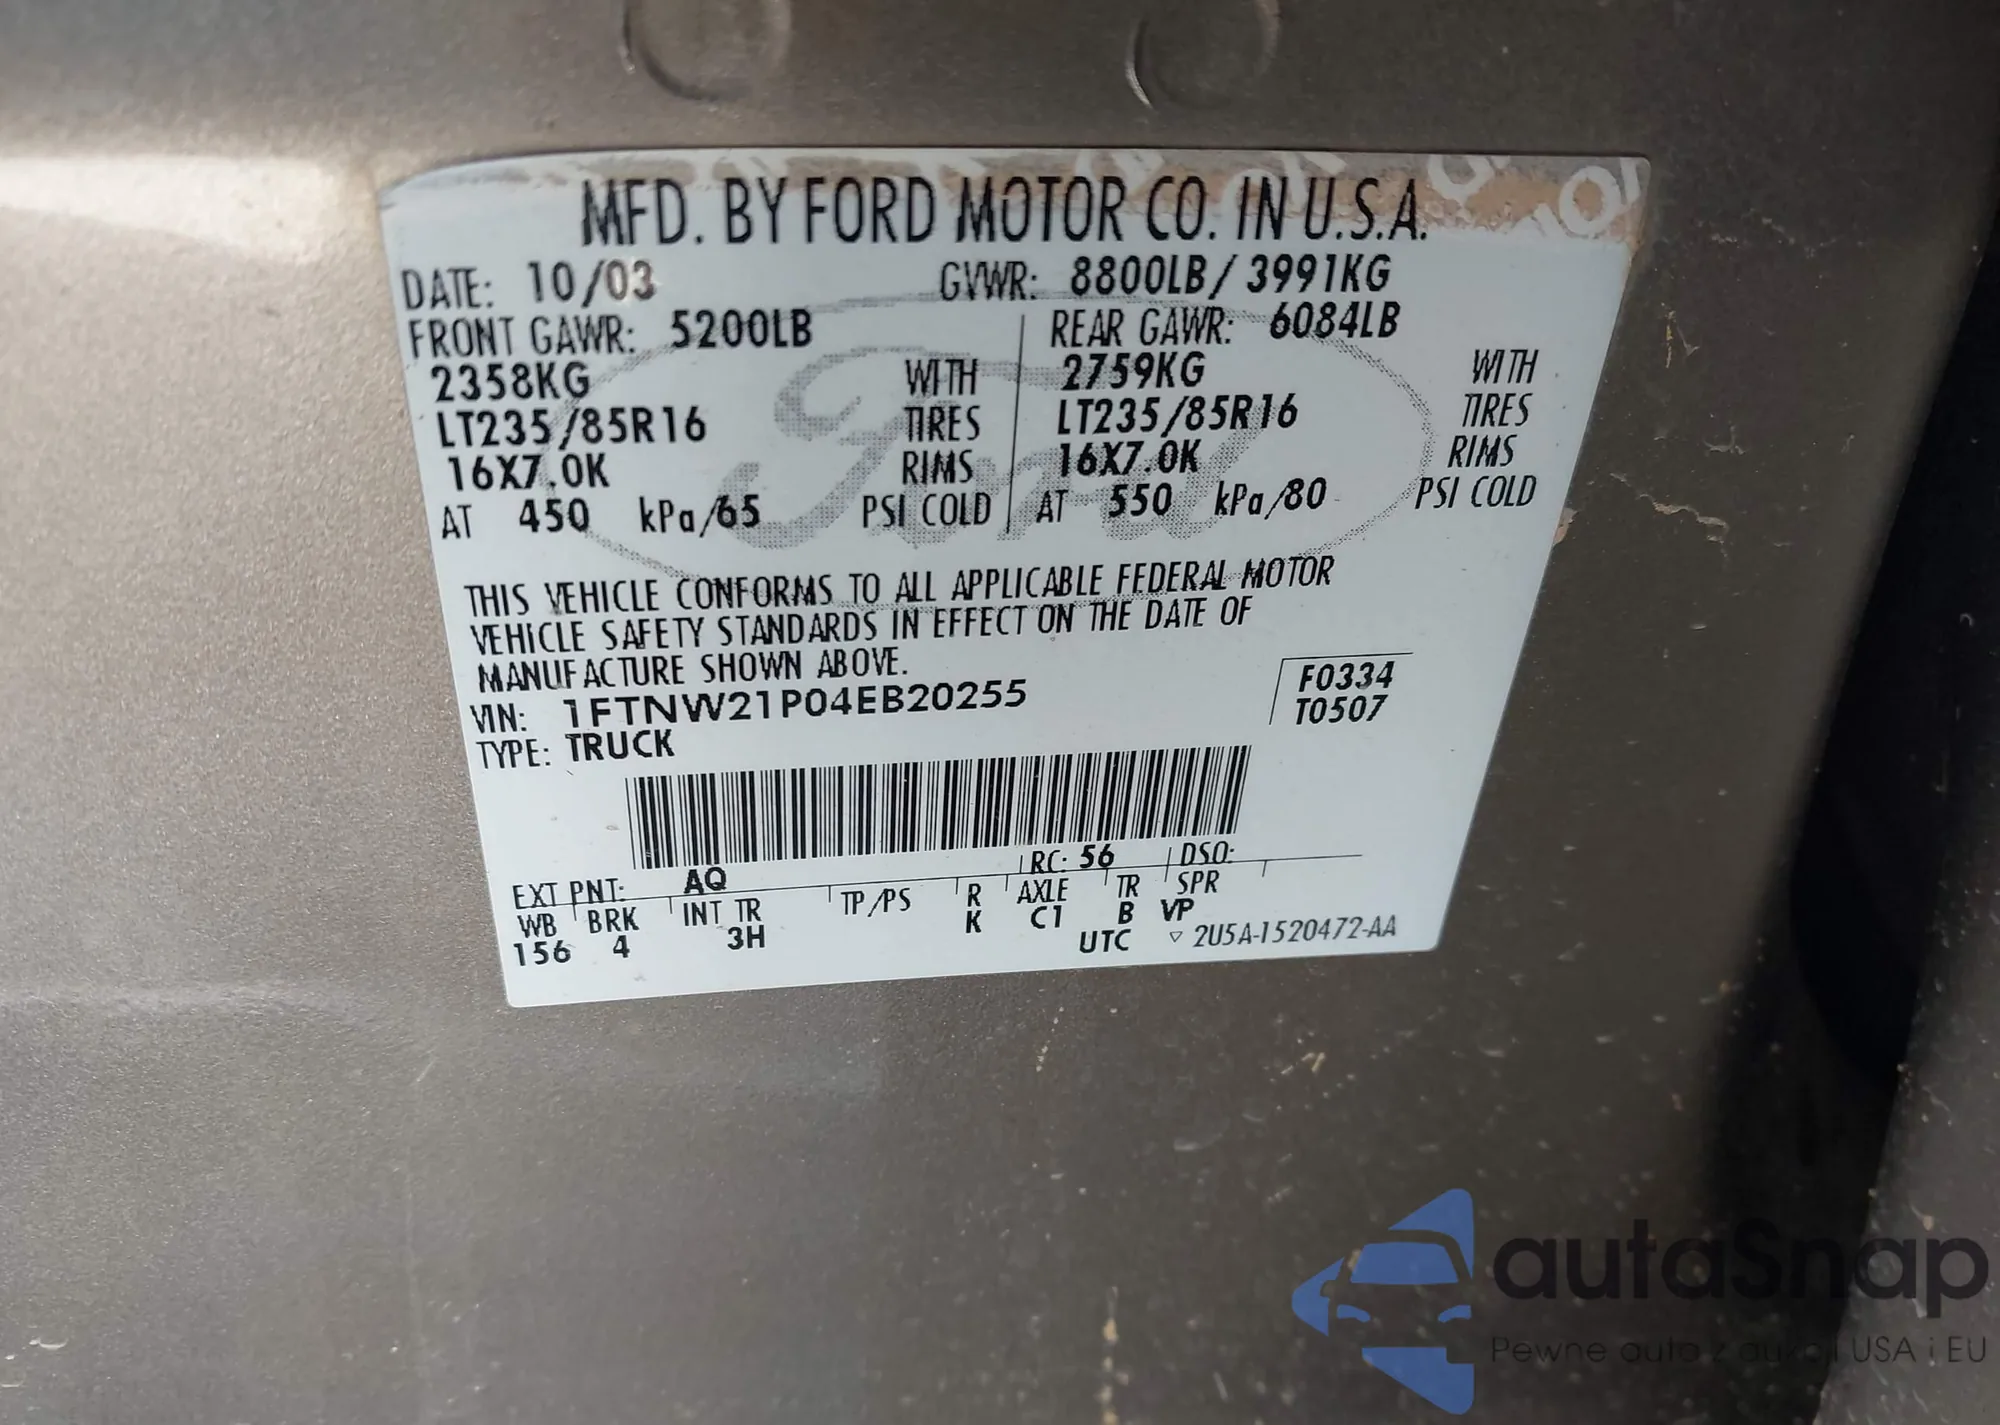 MFD. BY FORD MOTOR CO. IN U.S.A.
DATE: 10/03 GVWR: 8800LB/ 3991KG
FRONT GAWR: 5200LB REAR GAWR: 6084LB
2358KG WITH 2759KG WITH
LT235/85R16 TIRES LT235/85R16 TIRES
16X7.0K RIMS 16X7.0K RIMS
AT 450 kPa/65 PSI COLD AT 550 kPa/80 PSI COLD
THIS VEHICLE CONFORMS TO ALL APPLICABLE FEDERAL MOTOR
VEHICLE SAFETY STANDARDS IN EFFECT ON THE DATE OF
MANUFACTURE SHOWN ABOVE.
VIN: 1FTNW21P04EB20255 F0334
TYPE: TRUCK T0507
EXT PNT: AQ RC: 56 DSO:
WB BRK INT TR TP/PS R AXLE TR SPR
156 4 3H K C1 B VP
UTC ▽ 2U5A-1520472-AA
Ford
autoSnap
Pewne auto z aukcji USA i EU